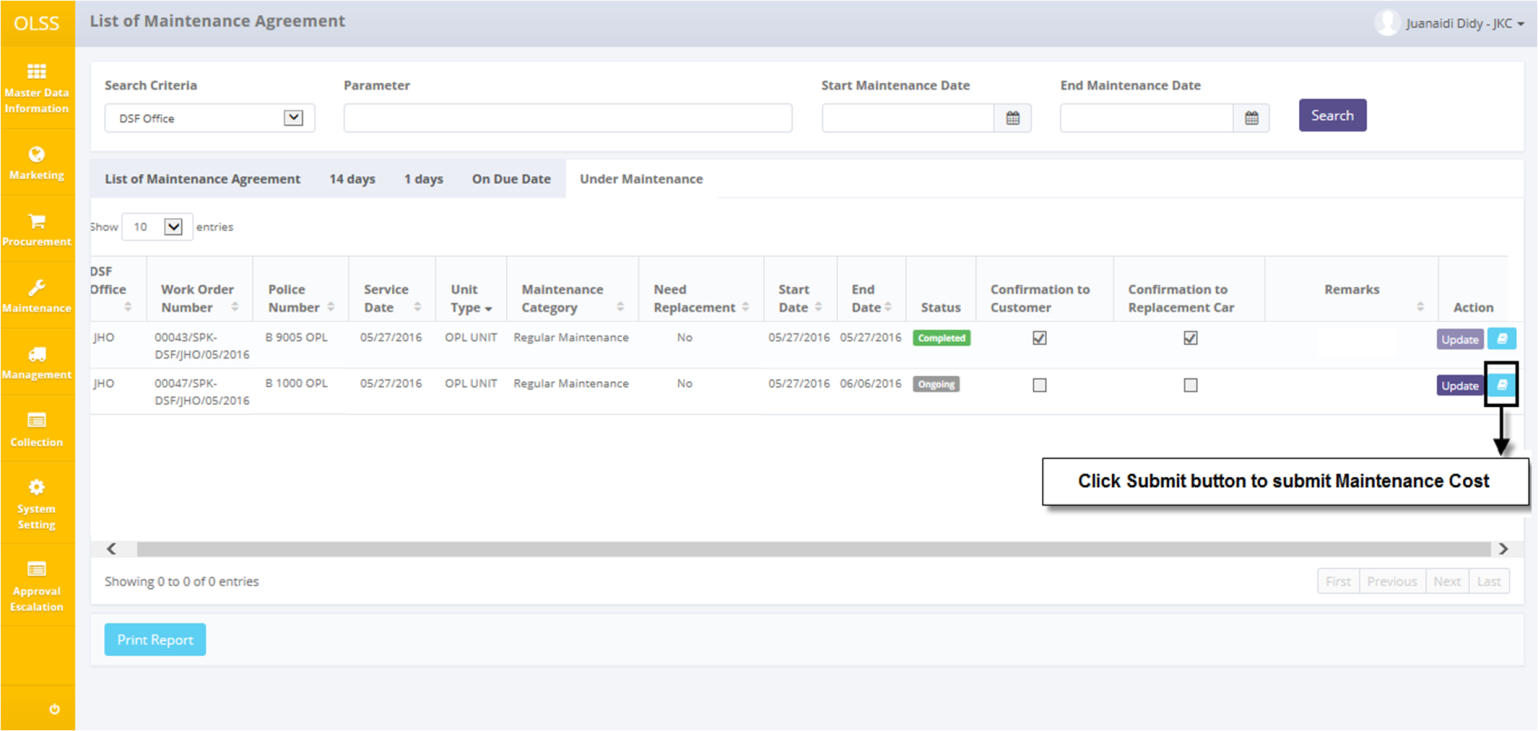 OLSS
List of Maintenance Agreement
Juanaidi Didy - JKC
Master Data
Information
Marketing
Procurement
Maintenance
Management
Collection
System
Setting
Approval
Escalation
Search Criteria
Parameter
Start Maintenance Date
End Maintenance Date
DSF Office
Search
List of Maintenance Agreement 14 days 1 days On Due Date Under Maintenance
Show 10 entries
DSF
Office
Work Order
Number
Police
Number
Service
Date
Unit
Type
Maintenance
Category
Need
Replacement
Start
Date
End
Date
Status
Confirmation to
Customer
Confirmation to
Replacement Car
Remarks
Action
JHO 00043/SPK- B 9005 OPL 05/27/2016 OPL UNIT Regular Maintenance No 05/27/2016 05/27/2016 Completed Update
DSF/JHO/05/2016
JHO 00047/SPK- B 1000 OPL 05/27/2016 OPL UNIT Regular Maintenance No 05/27/2016 06/06/2016 Ongoing Update
DSF/JHO/05/2016
Click Submit button to submit Maintenance Cost
Showing 0 to 0 of 0 entries
First Previous Next Last
Print Report